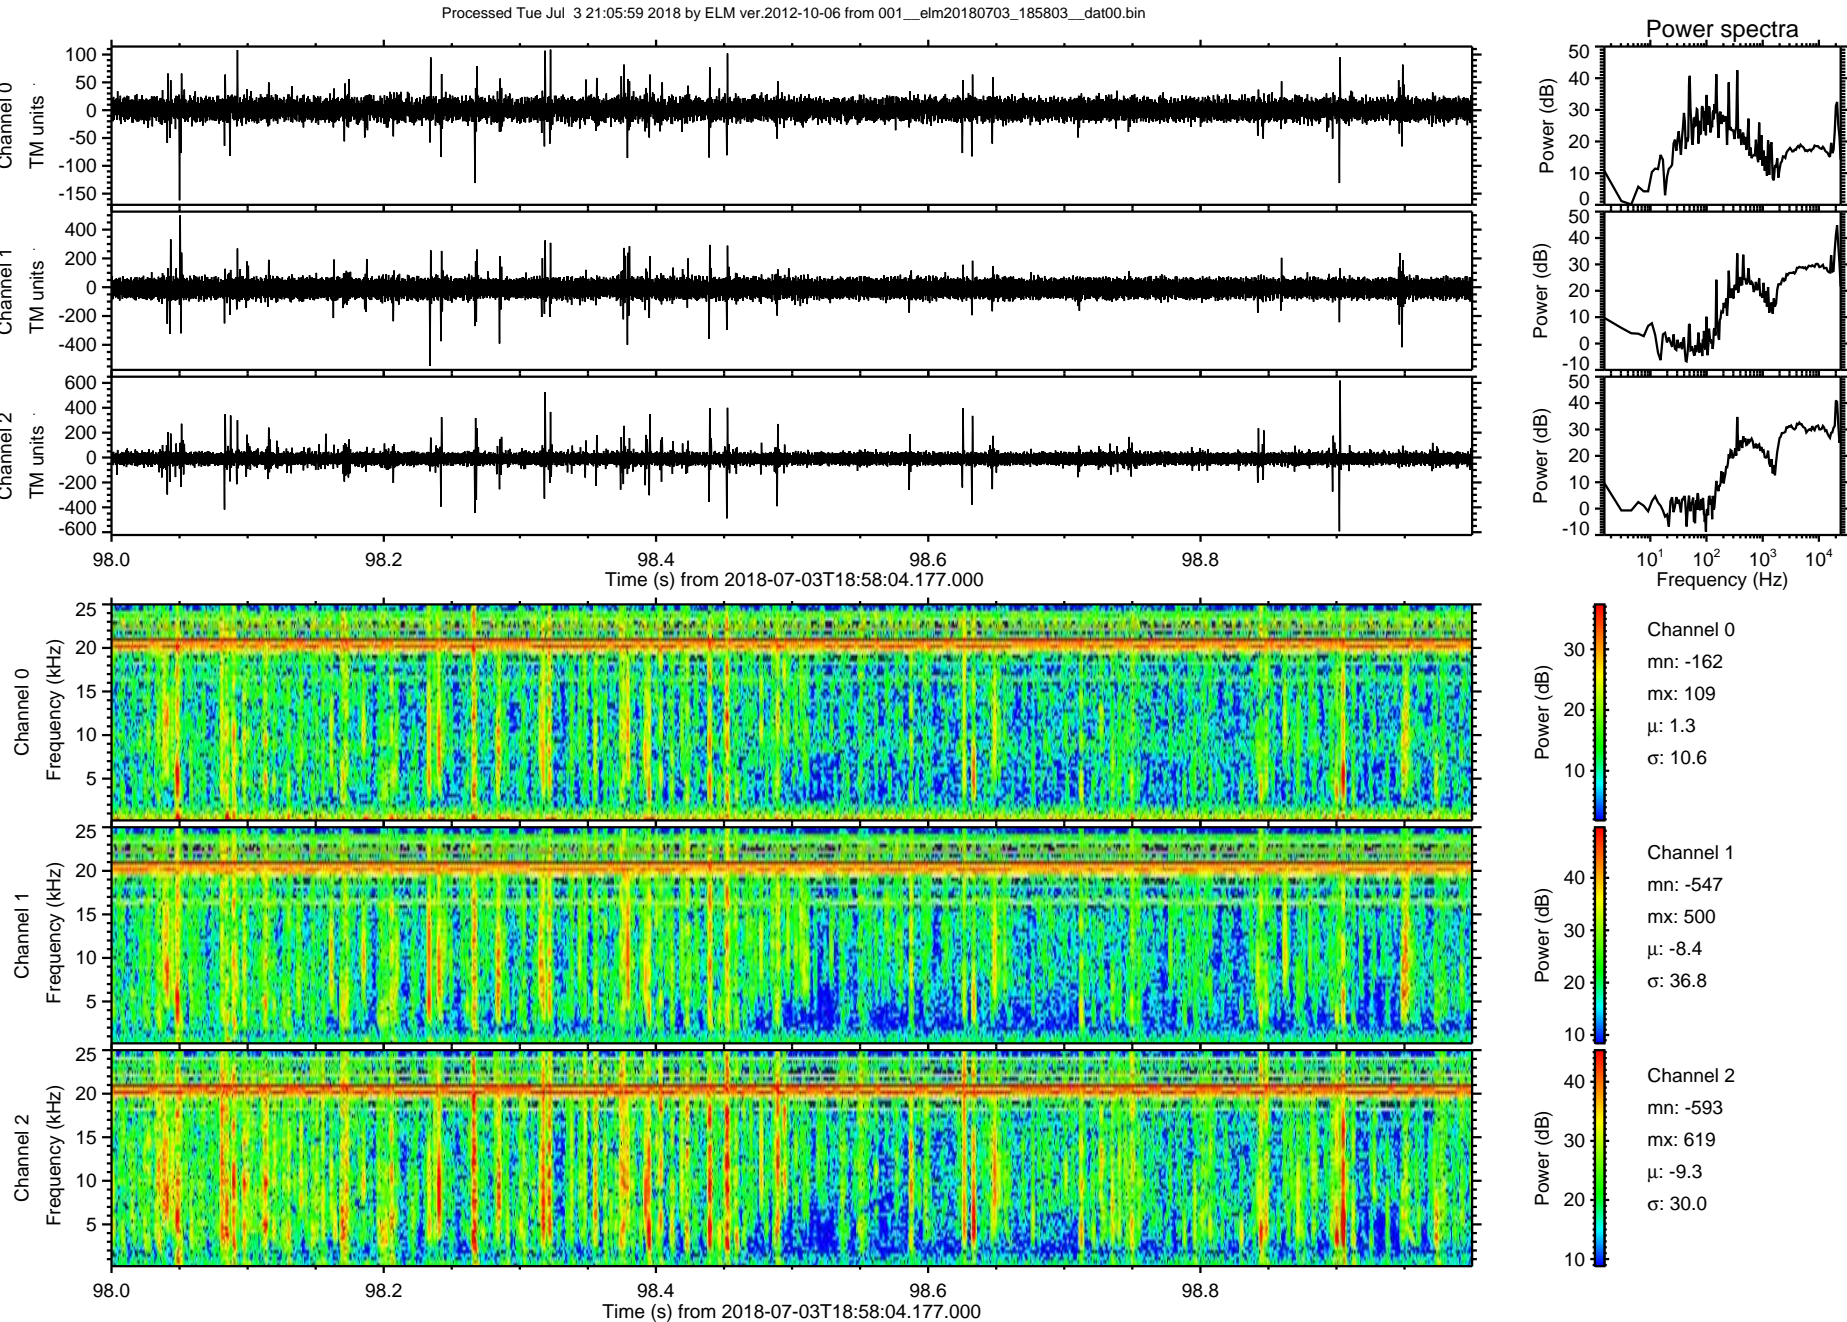 Processed Tue Jul  3 21:05:59 2018 by ELM ver.2012-10-06 from 001__elm20180703_185803__dat00.bin
Power spectra
Channel 0
TM units
100
50
0
-50
-100
-150
Power (dB)
50
40
30
20
10
0
Channel 1
TM units
400
200
0
-200
-400
Power (dB)
50
40
30
20
10
0
-10
Channel 2
TM units
600
400
200
0
-200
-400
-600
Power (dB)
50
40
30
20
10
0
-10
98.0 98.2 98.4 98.6 98.8
Time (s) from 2018-07-03T18:58:04.177.000
10¹ 10² 10³ 10⁴
Frequency (Hz)
Channel 0
Frequency (kHz)
25
20
15
10
5
Power (dB)
30
20
10
Channel 0
mn: -162
mx: 109
μ: 1.3
σ: 10.6
Channel 1
Frequency (kHz)
25
20
15
10
5
Power (dB)
40
30
20
10
Channel 1
mn: -547
mx: 500
μ: -8.4
σ: 36.8
Channel 2
Frequency (kHz)
25
20
15
10
5
Power (dB)
40
30
20
10
Channel 2
mn: -593
mx: 619
μ: -9.3
σ: 30.0
98.0 98.2 98.4 98.6 98.8
Time (s) from 2018-07-03T18:58:04.177.000